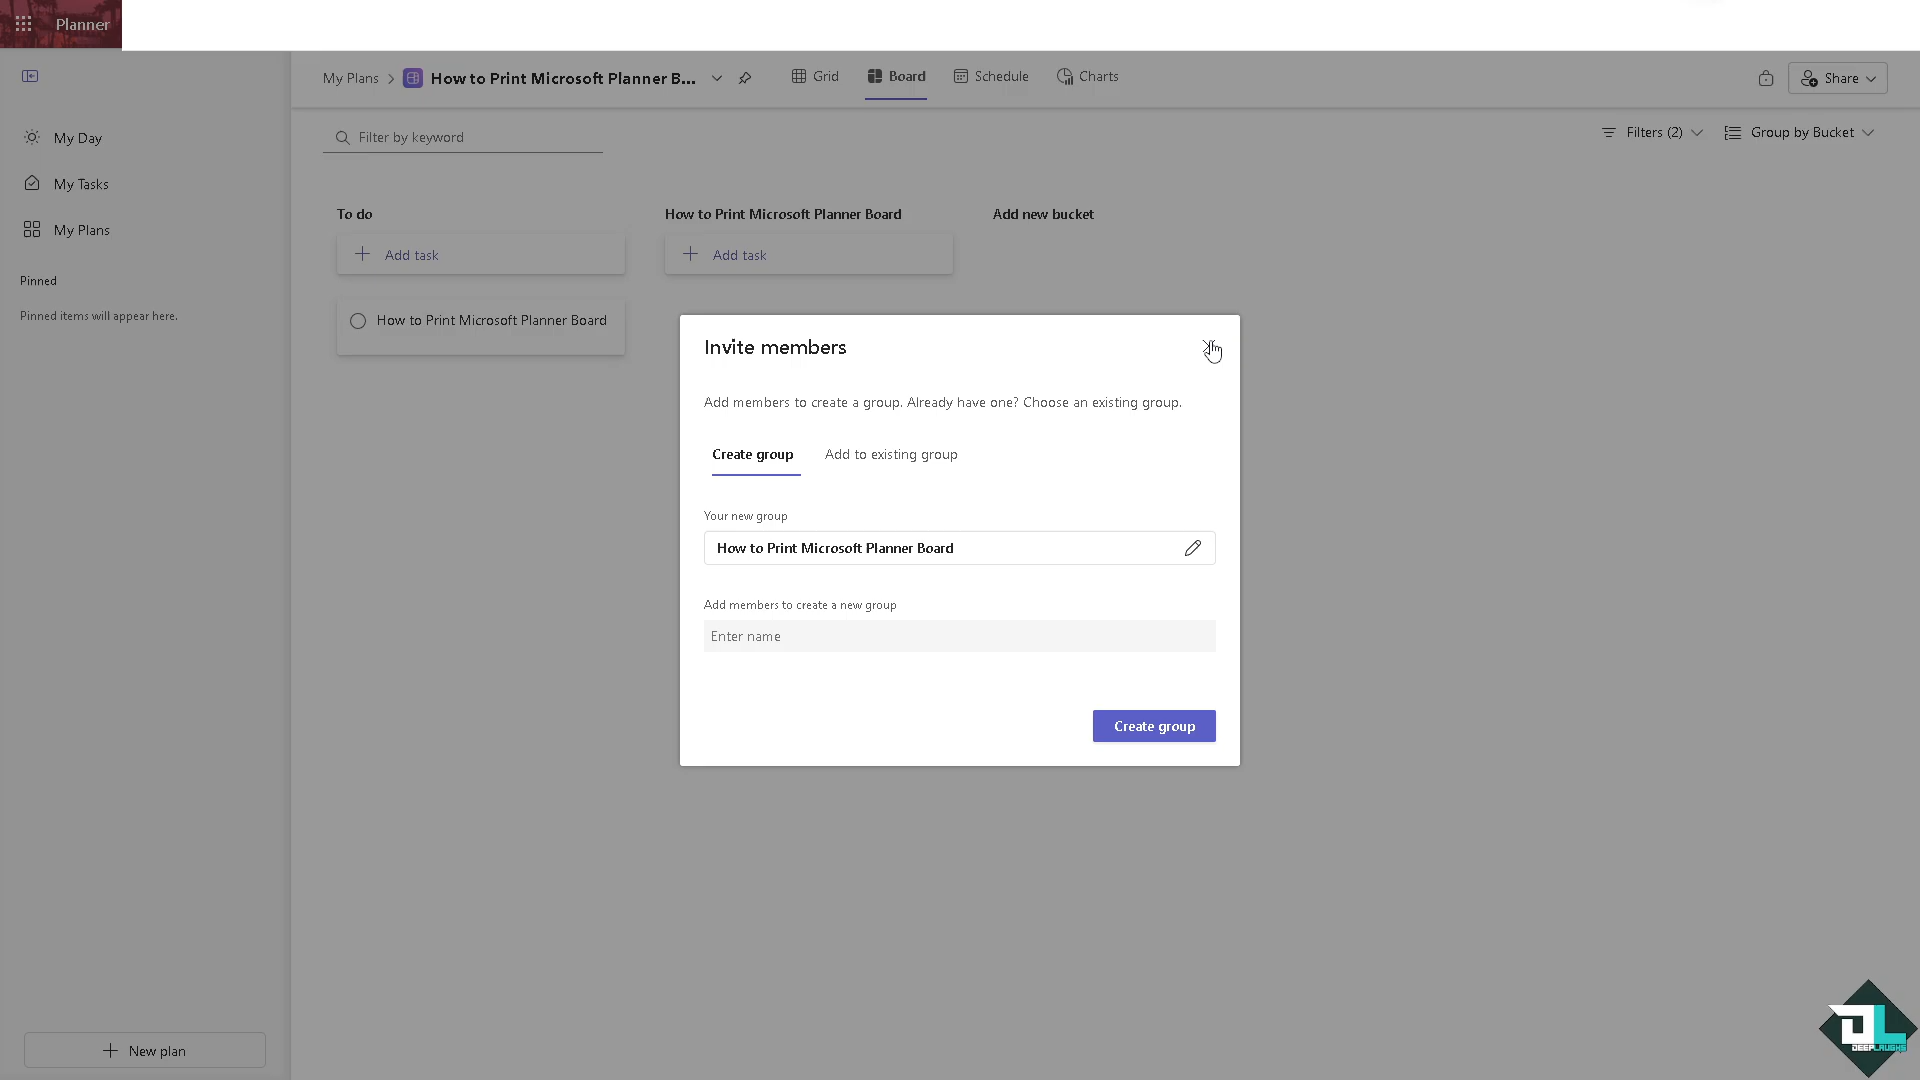 Planner
My Plans
How to Print Microsoft Planner B...
Grid
Board
Schedule
Charts
Share
Filter by keyword
Filters (2)
Group by Bucket
My Day
My Tasks
My Plans
Pinned
Pinned items will appear here.
To do
How to Print Microsoft Planner Board
Add new bucket
Add task
Add task
How to Print Microsoft Planner Board
Invite members
Add members to create a group. Already have one? Choose an existing group.
Create group
Add to existing group
Your new group
How to Print Microsoft Planner Board
Add members to create a new group
Enter name
Create group
New plan
DL
DEEPLAUGHS